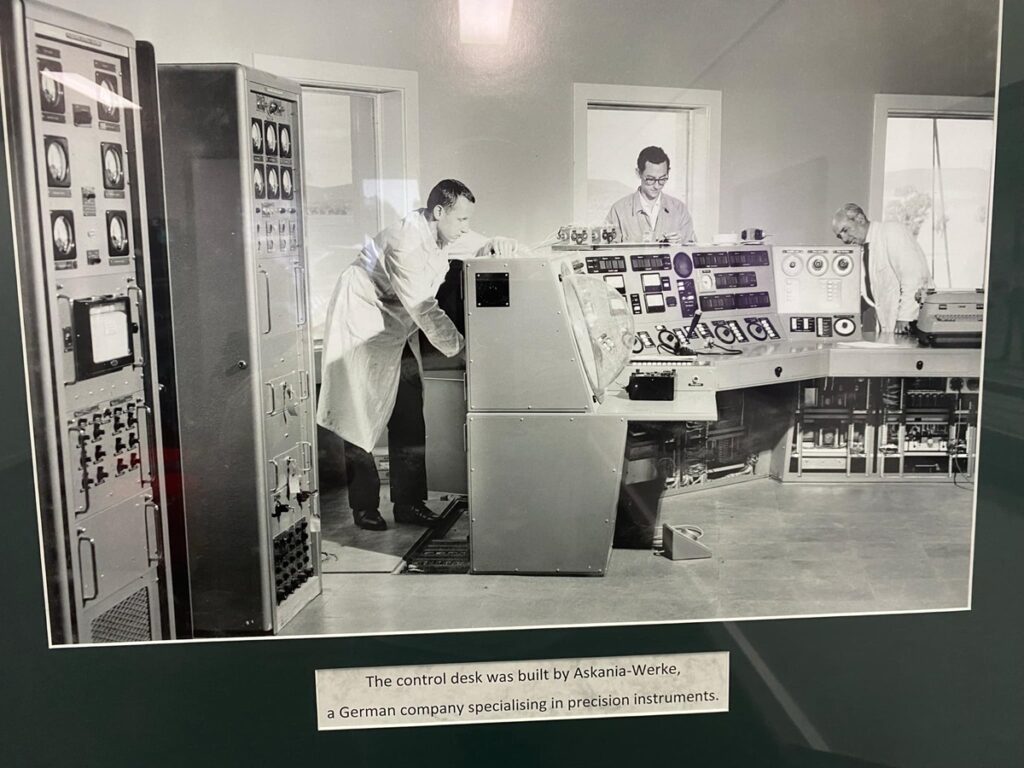 The control desk was built by Askania-Werke,
a German company specialising in precision instruments.